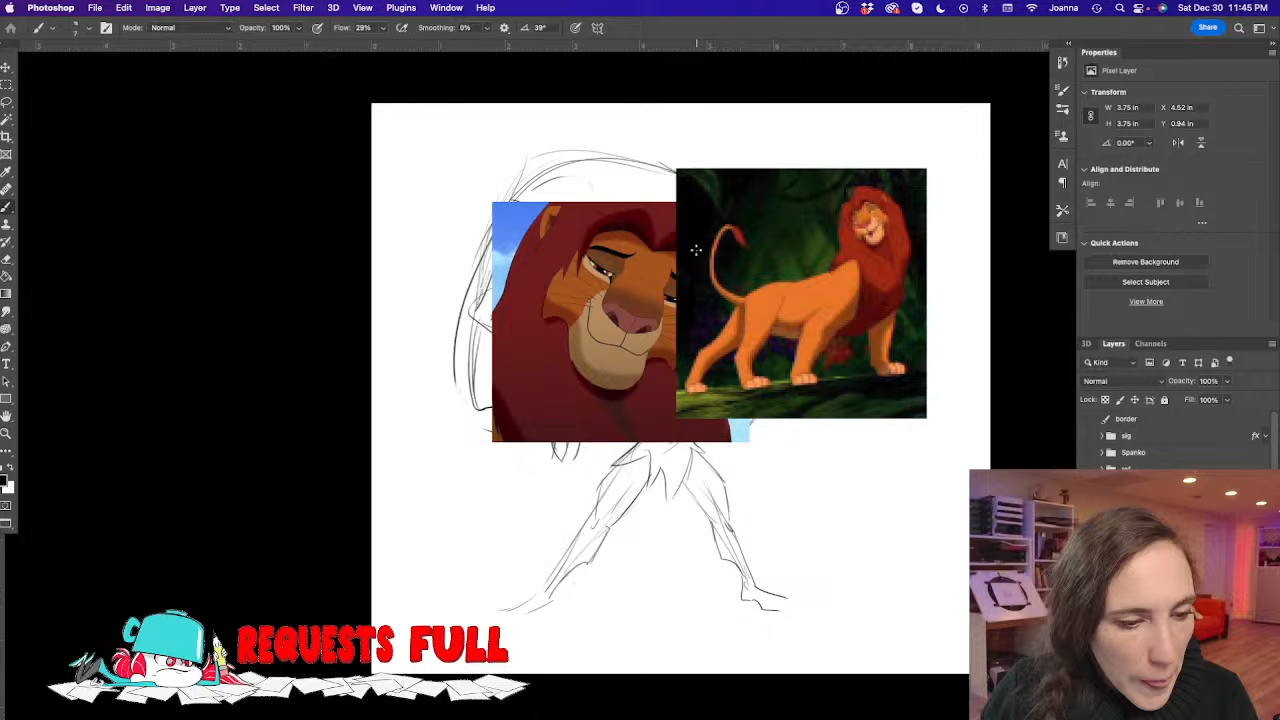 Photoshop File Edit Image Layer Type Select Filter 3D View Plugins Window Help Joanna Sat Dec 30 11:45 PM
7 Mode: Normal Opacity: 100% Flow: 29% Smoothing: 0% 39° Share
Properties
Pixel Layer
Transform
W 3.75 in X 4.52 in
H 3.75 in Y 0.94 in
0.00°
Align and Distribute
Align:
Quick Actions
Remove Background
Select Subject
View More
3D Layers Channels
Kind
Normal Opacity: 100%
Lock: Fill: 100%
border
sig fx
Spanko
REQUESTS FULL